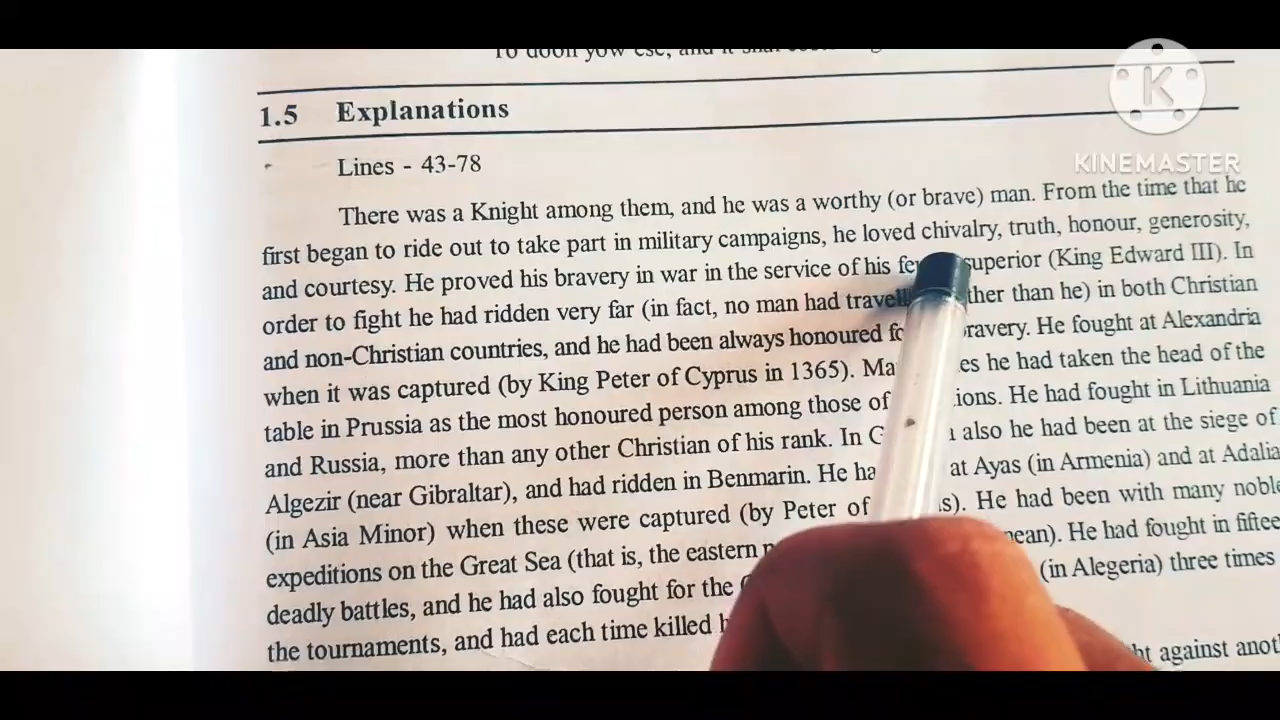 1.5 Explanations
Lines - 43-78
There was a Knight among them, and he was a worthy (or brave) man. From the time that he
first began to ride out to take part in military campaigns, he loved chivalry, truth, honour, generosity,
and courtesy. He proved his bravery in war in the service of his superior (King Edward III). In
order to fight he had ridden very far (in fact, no man had than he) in both Christian
and non-Christian countries, and he had been always honoured He fought at Alexandria
when it was captured (by King Peter of Cyprus in 1365). he had taken the head of the
table in Prussia as the most honoured person among those of He had fought in Lithuania
and Russia, more than any other Christian of his rank. In also he had been at the siege of
Algezir (near Gibraltar), and had ridden in Benmarin. He at Ayas (in Armenia) and at Adalia
(in Asia Minor) when these were captured (by Peter of He had been with many noble
expeditions on the Great Sea (that is, the eastern He had fought in
deadly battles, and he had also fought for the (in Alegeria) three times
the tournaments, and had each time killed against
KINEMASTER